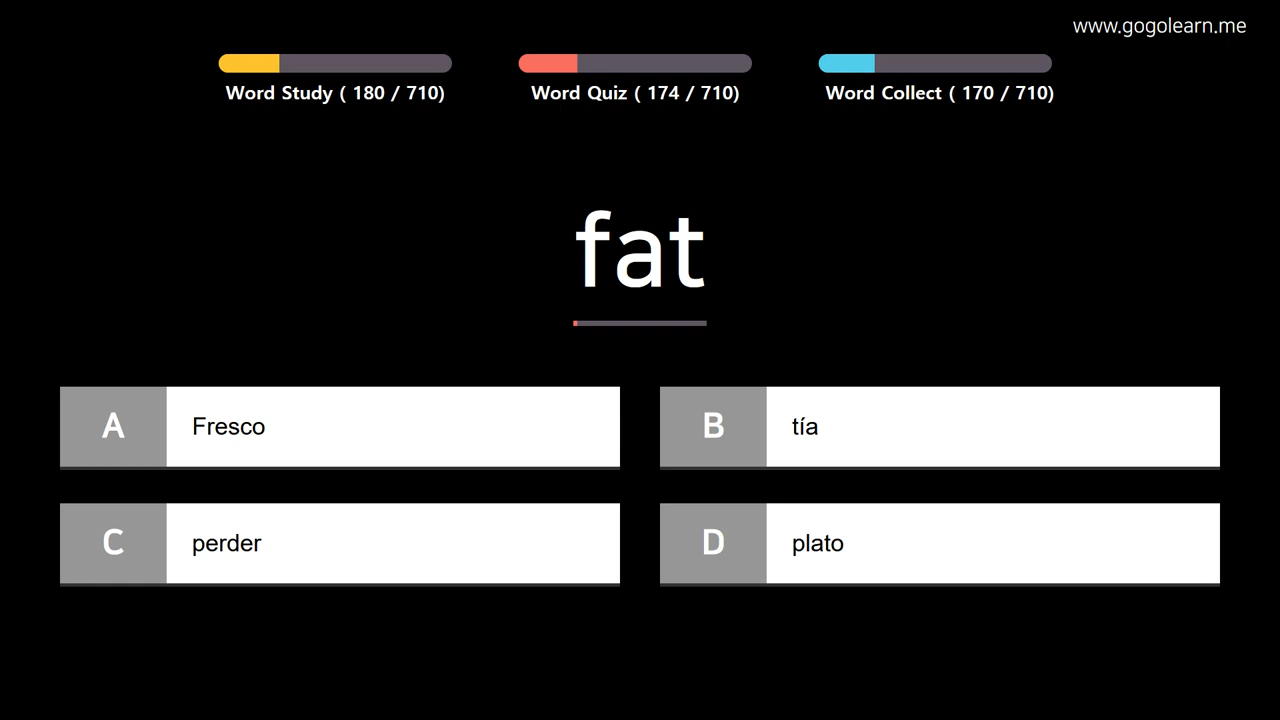 www.gogolearn.me
Word Study ( 180 / 710)
Word Quiz ( 174 / 710)
Word Collect ( 170 / 710)
fat
A Fresco
B tía
C perder
D plato